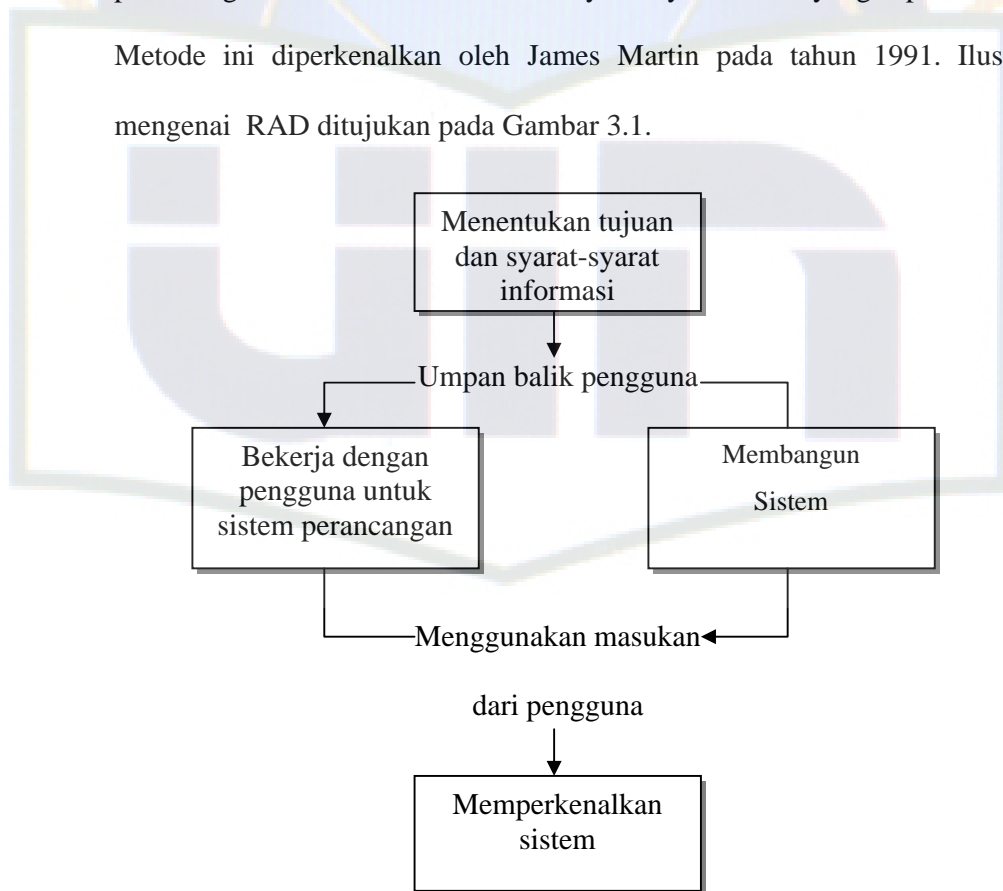 Metode ini diperkenalkan oleh James Martin pada tahun 1991. Ilus
mengenai RAD ditujukan pada Gambar 3.1.
Menentukan tujuan
dan syarat-syarat
informasi
Umpan balik pengguna
Bekerja dengan
pengguna untuk
sistem perancangan
Membangun
Sistem
Menggunakan masukan
dari pengguna
Memperkenalkan
sistem
uin